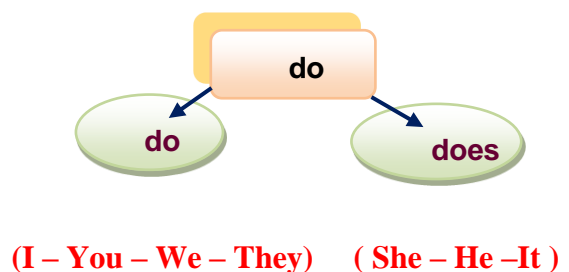 do
do does
(I – You – We – They) ( She – He –It )